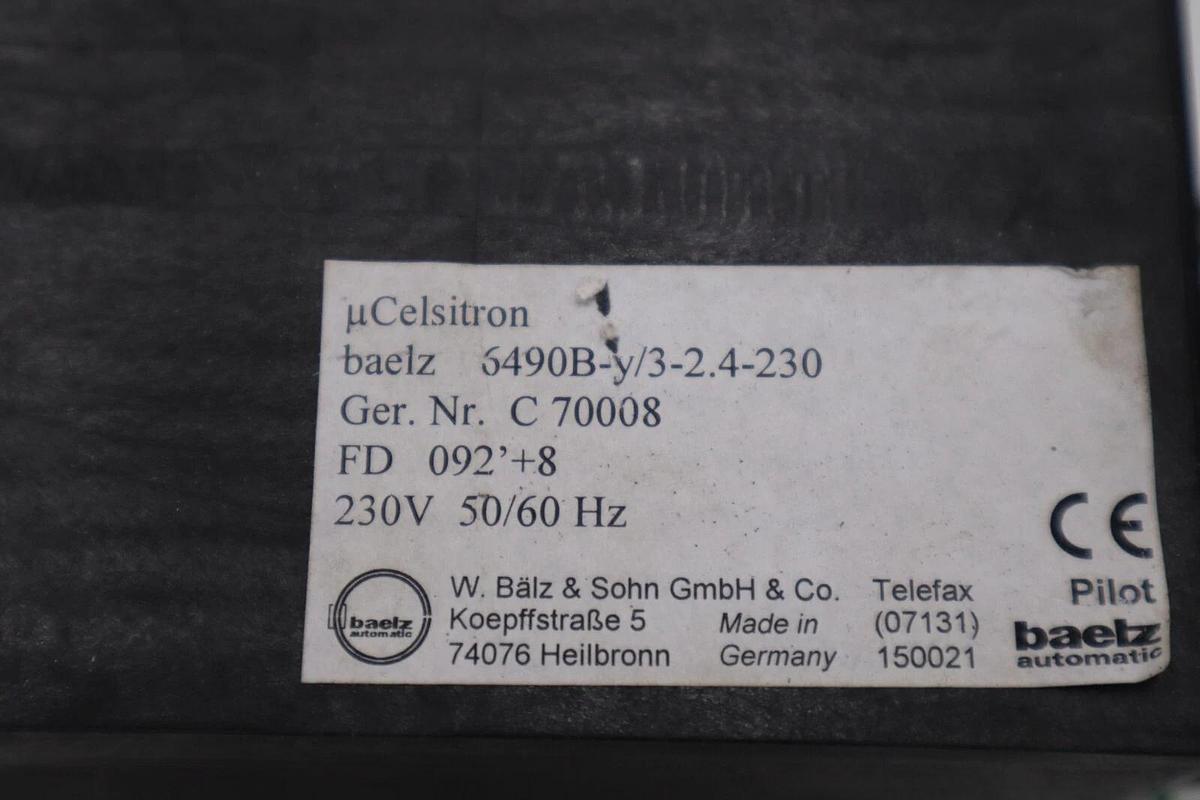 µCelsitron
baelz 6490B-y/3-2.4-230
Ger. Nr. C 70008
FD 092’+8
230V 50/60 Hz
CE
baelz
automatic
W. Bälz & Sohn GmbH & Co.
Koepffstraße 5
74076 Heilbronn
Made in
Germany
Telefax
(07131)
150021
Pilot
baelz
automatic